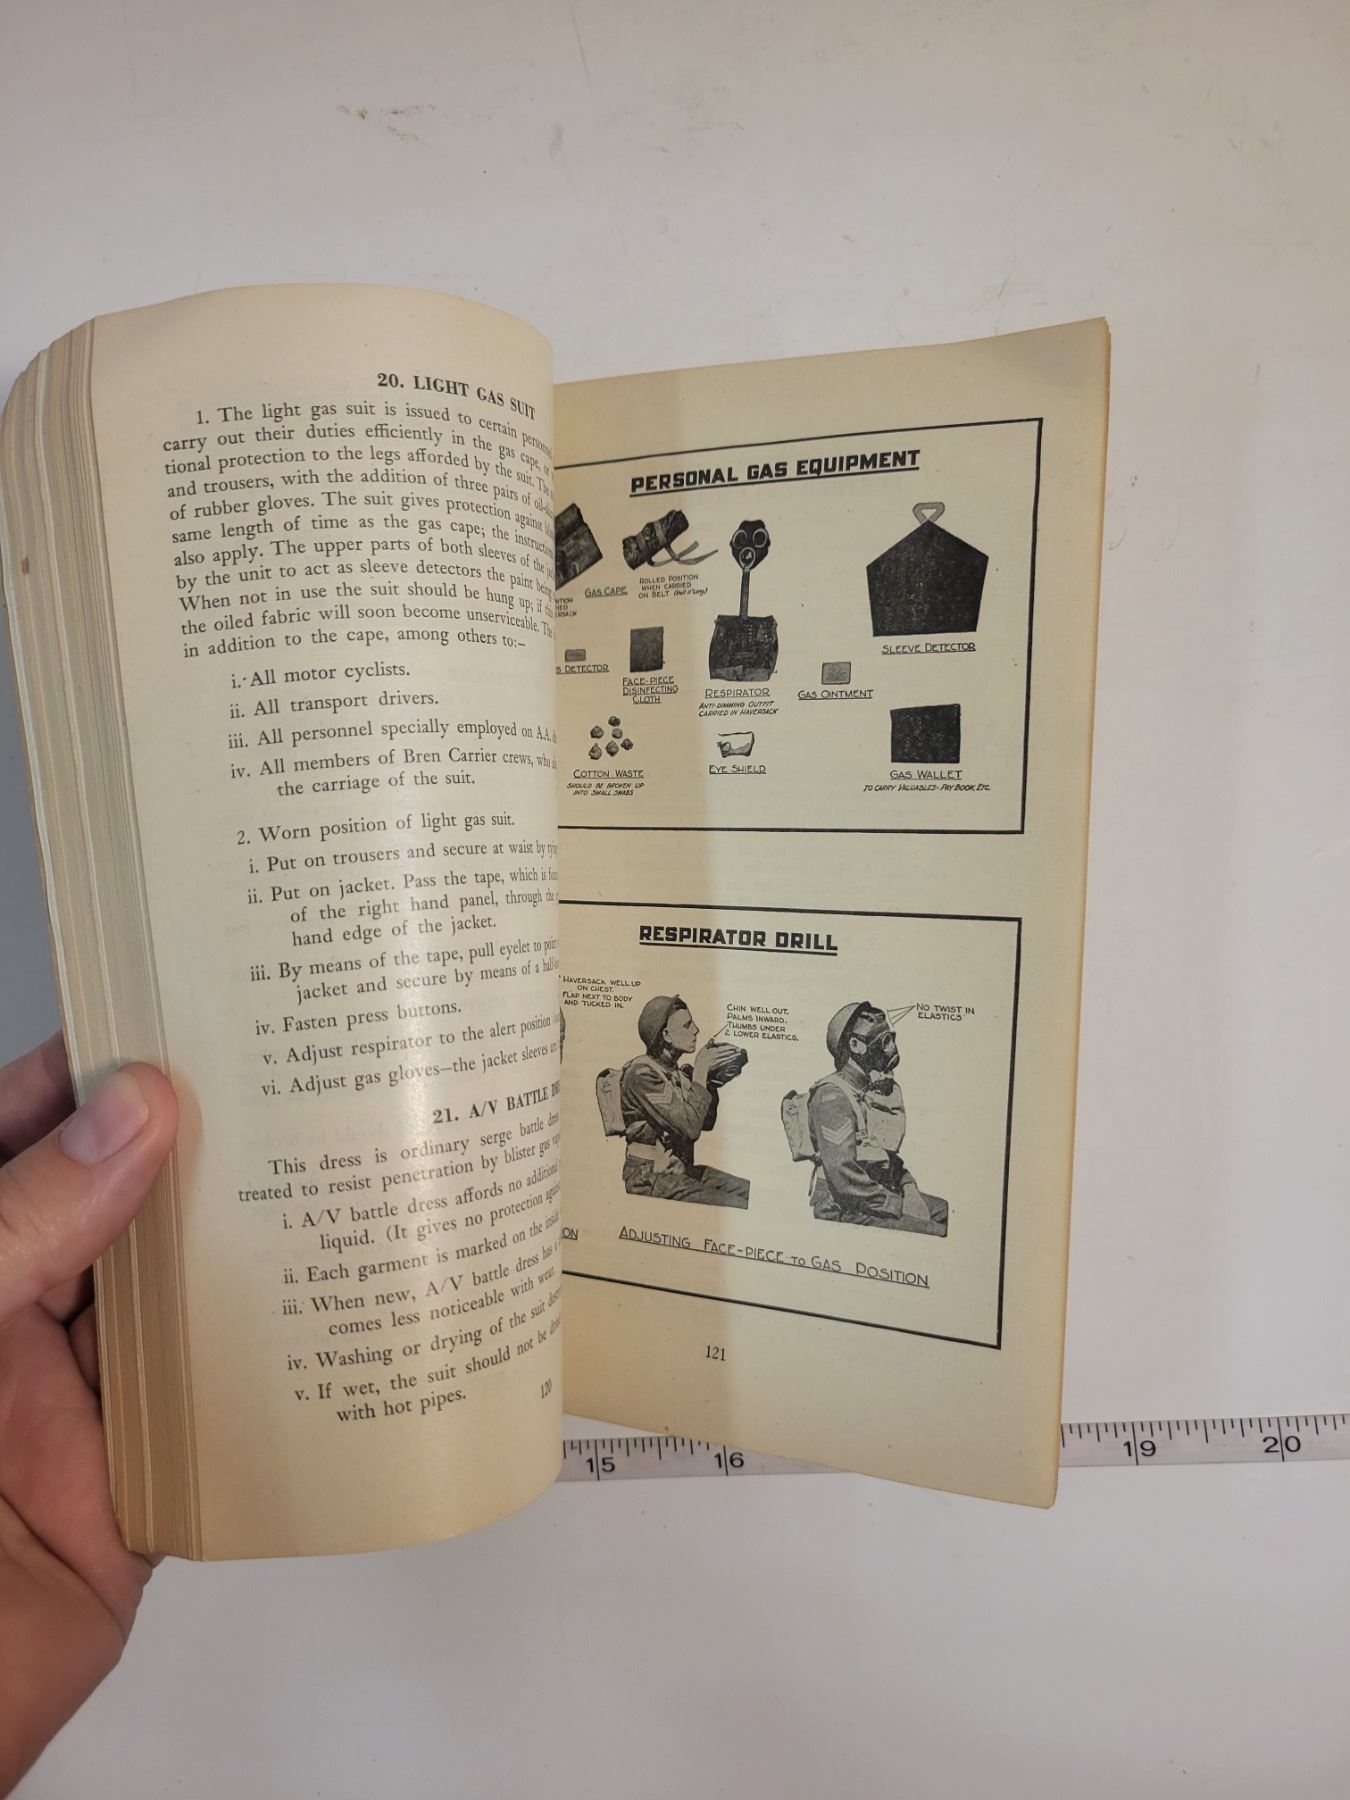 20. LIGHT GAS SUIT
1. The light gas suit is issued to certain
carry out their duties efficiently in the gas cape, or
tional protection to the legs afforded by the suit. The
and trousers, with the addition of three pairs of
of rubber gloves. The suit gives protection against
same length of time as the gas cape; the
also apply. The upper parts of both sleeves of the
by the unit to act as sleeve detectors the paint being
When not in use the suit should be hung up; if
the oiled fabric will soon become unserviceable. The
in addition to the cape, among others to:—
i. All motor cyclists.
ii. All transport drivers.
iii. All personnel specially employed on A.A.
iv. All members of Bren Carrier crews, who
the carriage of the suit.
2. Worn position of light gas suit.
i. Put on trousers and secure at waist by
ii. Put on jacket. Pass the tape, which is
of the right hand panel, through the
hand edge of the jacket.
iii. By means of the tape, pull eyelet to point
jacket and secure by means of a
iv. Fasten press buttons.
v. Adjust respirator to the alert position
vi. Adjust gas gloves—the jacket sleeves
21. A/V BATTLE
This dress is ordinary serge battle dress
treated to resist penetration by blister gas
i. A/V battle dress affords no additional
liquid. (It gives no protection
ii. Each garment is marked on the inside
iii. When new, A/V battle dress has a
comes less noticeable with wear.
iv. Washing or drying of the suit
v. If wet, the suit should not be
with hot pipes.
120
PERSONAL GAS EQUIPMENT
GAS CAPE
ROLLED POSITION
WHEN CARRIED
ON BELT
SLEEVE DETECTOR
DETECTOR
FACE-PIECE
DISINFECTING
CLOTH
RESPIRATOR
ANTI-DIMMING OUTFIT
CARRIED IN HAVERSACK
GAS OINTMENT
COTTON WASTE
SHOULD BE BROKEN UP
INTO SMALL SWABS
EYE SHIELD
GAS WALLET
TO CARRY VALUABLES - PAY BOOK, ETC.
RESPIRATOR DRILL
HAVERSACK WELL UP
ON CHEST.
FLAP NEXT TO BODY
AND TUCKED IN.
CHIN WELL OUT.
PALMS INWARD.
THUMBS UNDER
2 LOWER ELASTICS.
NO TWIST IN
ELASTICS
ADJUSTING FACE-PIECE TO GAS POSITION
121
15 16 19 20